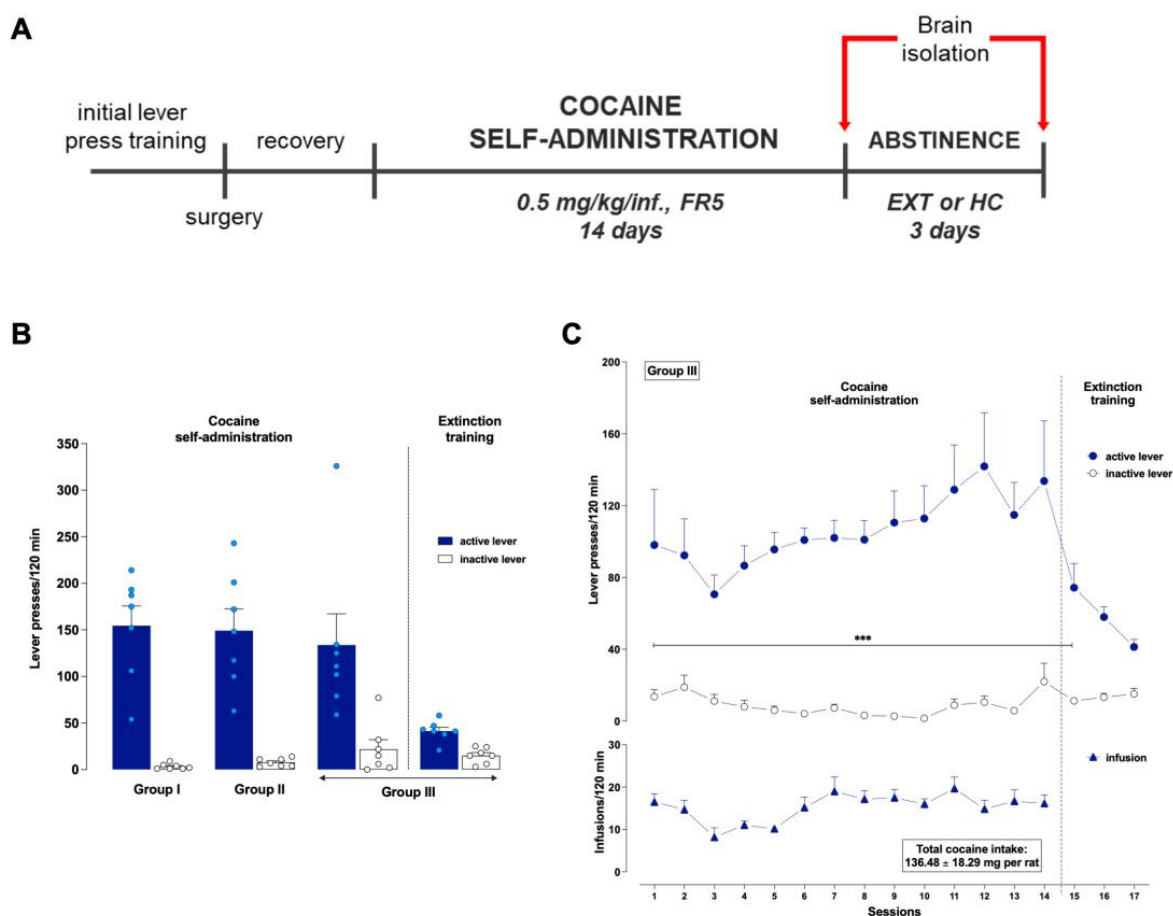 A
Brain
isolation
initial lever
press training
recovery
COCAINE
SELF-ADMINISTRATION
ABSTINENCE
surgery
0.5 mg/kg/inf., FR5
14 days
EXT or HC
3 days
B
Cocaine
self-administration
Extinction
training
Lever presses/120 min
350
300
250
200
150
100
50
0
active lever
inactive lever
Group I
Group II
Group III
C
Group III
Cocaine
self-administration
Extinction
training
Lever presses/120 min
200
160
120
80
40
0
active lever
inactive lever
***
Infusions/120 min
30
20
10
0
infusion
Total cocaine intake:
136.48 ± 18.29 mg per rat
1 2 3 4 5 6 7 8 9 10 11 12 13 14 15 16 17
Sessions